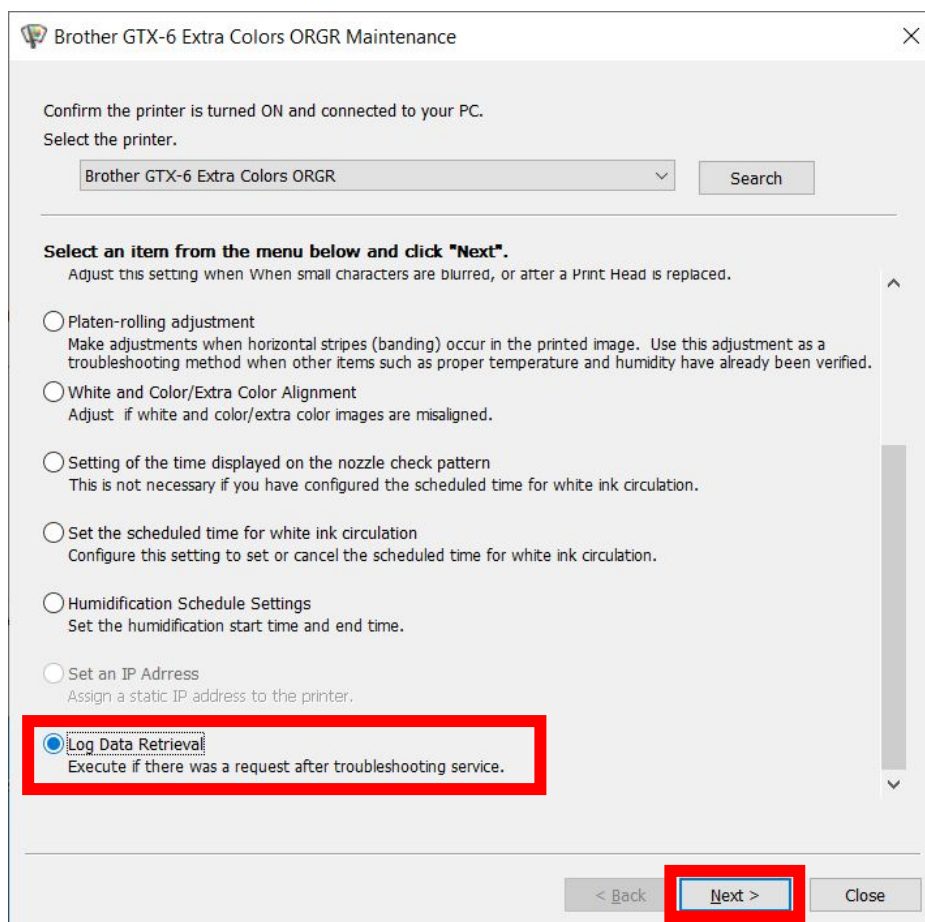 Brother GTX-6 Extra Colors ORGR Maintenance
Confirm the printer is turned ON and connected to your PC.
Select the printer.
Brother GTX-6 Extra Colors ORGR
Search
Select an item from the menu below and click "Next".
Adjust this setting when When small characters are blurred, or after a Print Head is replaced.
Platen-rolling adjustment
Make adjustments when horizontal stripes (banding) occur in the printed image. Use this adjustment as a
troubleshooting method when other items such as proper temperature and humidity have already been verified.
White and Color/Extra Color Alignment
Adjust if white and color/extra color images are misaligned.
Setting of the time displayed on the nozzle check pattern
This is not necessary if you have configured the scheduled time for white ink circulation.
Set the scheduled time for white ink circulation
Configure this setting to set or cancel the scheduled time for white ink circulation.
Humidification Schedule Settings
Set the humidification start time and end time.
Set an IP Adrress
Assign a static IP address to the printer.
Log Data Retrieval
Execute if there was a request after troubleshooting service.
< Back
Next >
Close